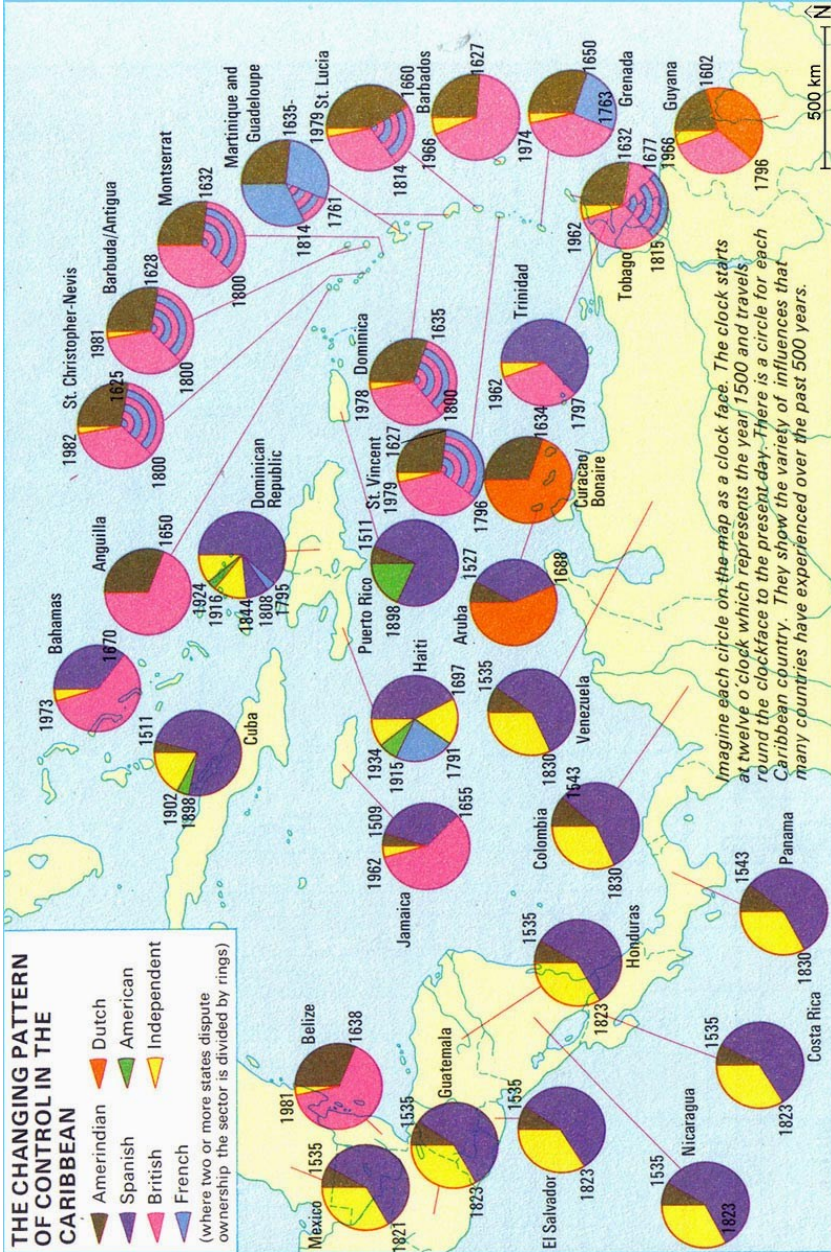 THE CHANGING PATTERN
OF CONTROL IN THE
CARIBBEAN
Amerindian
Dutch
Spanish
American
British
Independent
French
(where two or more states dispute
ownership the sector is divided by rings)
Bahamas
1973
1670
Cuba
1511
1902
1898
Anguilla
1650
St. Christopher-Nevis
1982
1625
1800
Barbuda/Antigua
1981
1628
1800
Montserrat
1632
1800
Martinique and
Guadeloupe
1635-
1761
1814
St. Lucia
1979
1660
1814
Barbados
1627
1966
Grenada
1650
1763
1974
Guyana
1602
1966
1796
Tobago
1632
1677
1962
1815
Trinidad
1962
1797
Dominica
1978
1635
1800
St. Vincent
1979
1627
1796
Curacao/
Bonaire
1634
Dominican
Republic
1924
1916
1844
1808
1795
Puerto Rico
1511
1898
Aruba
1527
1688
Haiti
1697
1934
1915
1791
Jamaica
1509
1962
1655
Venezuela
1535
1830
Colombia
1543
1830
Panama
1543
1830
Honduras
1535
1823
Costa Rica
1535
1823
Nicaragua
1535
1823
El Salvador
1535
1823
Guatemala
1535
1823
Belize
1638
1981
Mexico
1535
1821
Imagine each circle on the map as a clock face. The clock starts
at twelve o'clock which represents the year 1500 and travels
round the clockface to the present day. There is a circle for each
Caribbean country. They show the variety of influences that
many countries have experienced over the past 500 years.
500 km
N